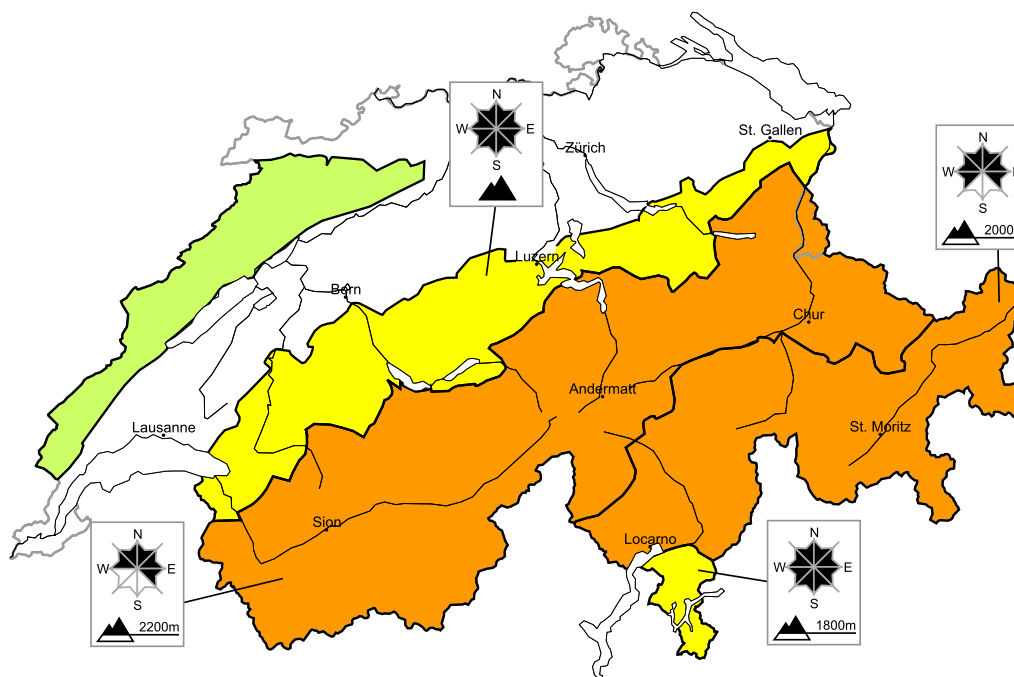 N
W E
S
St. Gallen
Zürich
N
W
S
2000
Luzern
Bern
Chur
Andermatt
Lausanne
St. Moritz
Sion
Locarno
N
W E
S
2200m
N
W E
S
1800m